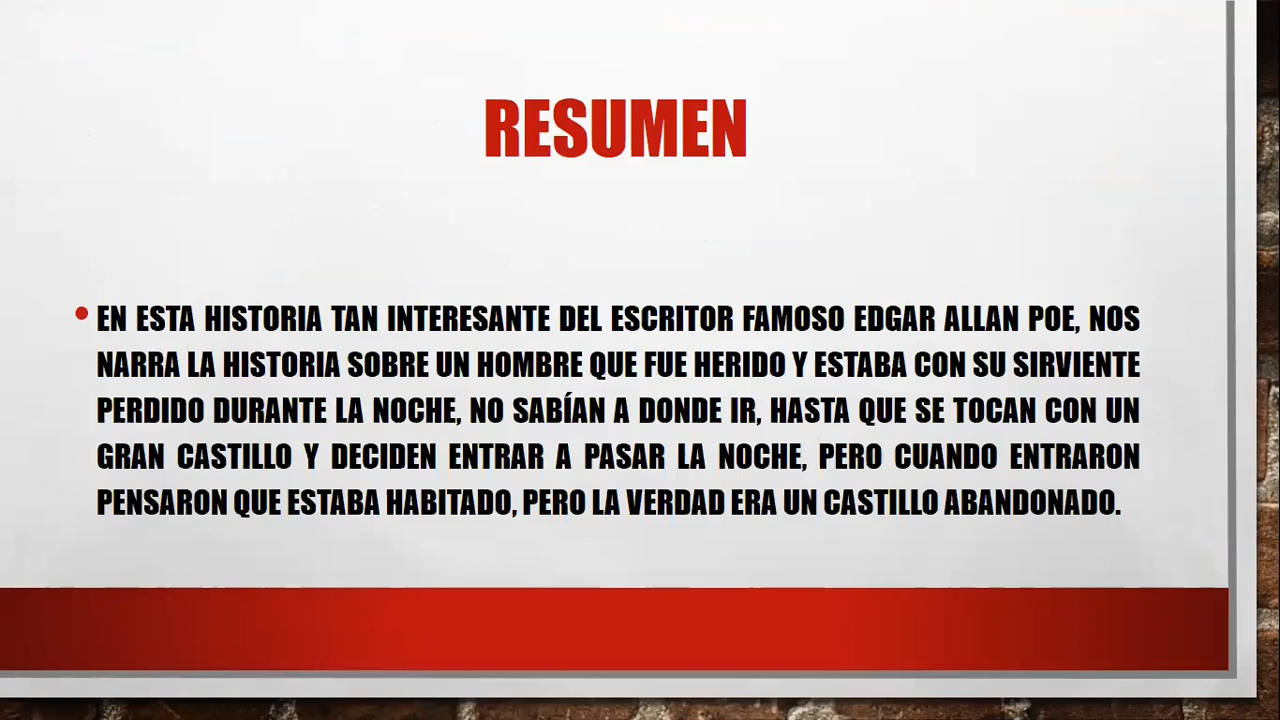 RESUMEN
• EN ESTA HISTORIA TAN INTERESANTE DEL ESCRITOR FAMOSO EDGAR ALLAN POE, NOS
NARRA LA HISTORIA SOBRE UN HOMBRE QUE FUE HERIDO Y ESTABA CON SU SIRVIENTE
PERDIDO DURANTE LA NOCHE, NO SABÍAN A DONDE IR, HASTA QUE SE TOCAN CON UN
GRAN CASTILLO Y DECIDEN ENTRAR A PASAR LA NOCHE, PERO CUANDO ENTRARON
PENSARON QUE ESTABA HABITADO, PERO LA VERDAD ERA UN CASTILLO ABANDONADO.